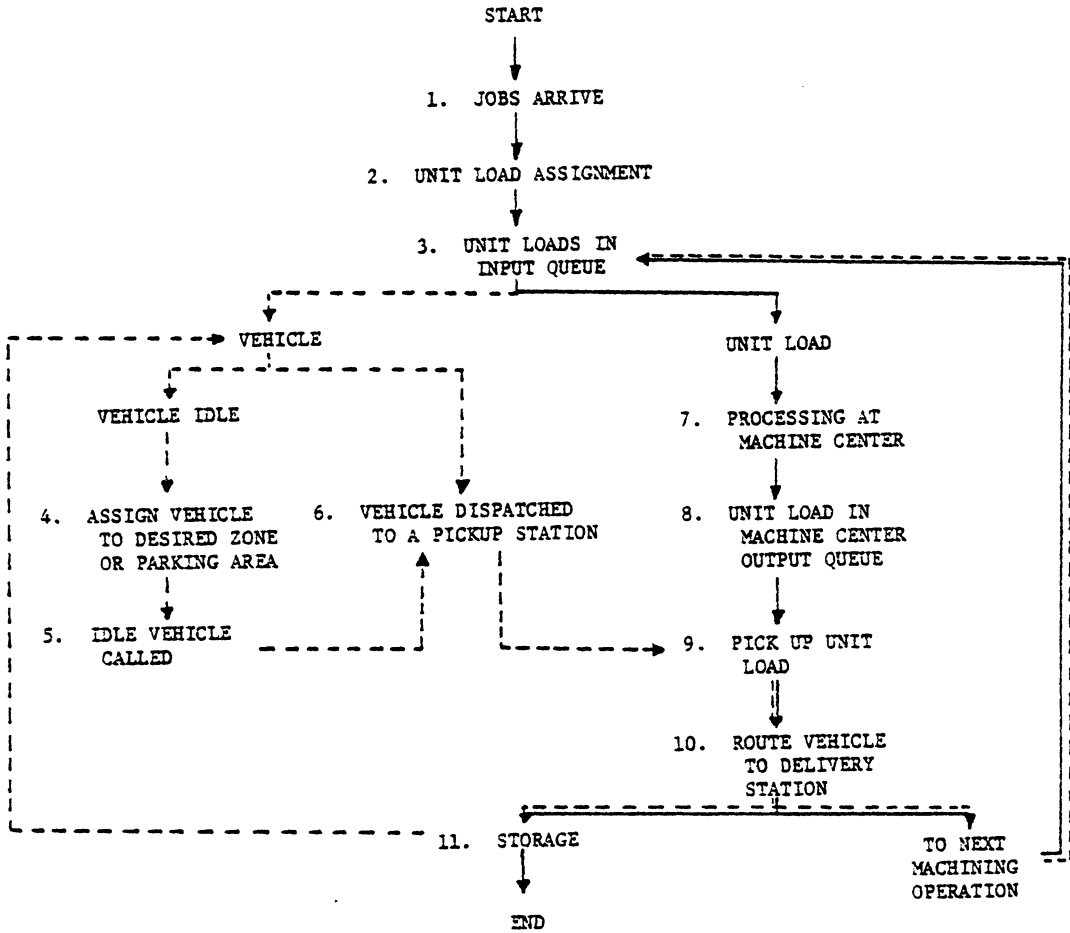 START
1. JOBS ARRIVE
2. UNIT LOAD ASSIGNMENT
3. UNIT LOADS IN
INPUT QUEUE
VEHICLE
UNIT LOAD
VEHICLE IDLE
7. PROCESSING AT
MACHINE CENTER
4. ASSIGN VEHICLE
TO DESIRED ZONE
OR PARKING AREA
6. VEHICLE DISPATCHED
TO A PICKUP STATION
8. UNIT LOAD IN
MACHINE CENTER
OUTPUT QUEUE
5. IDLE VEHICLE
CALLED
9. PICK UP UNIT
LOAD
10. ROUTE VEHICLE
TO DELIVERY
STATION
11. STORAGE
TO NEXT
MACHINING
OPERATION
END